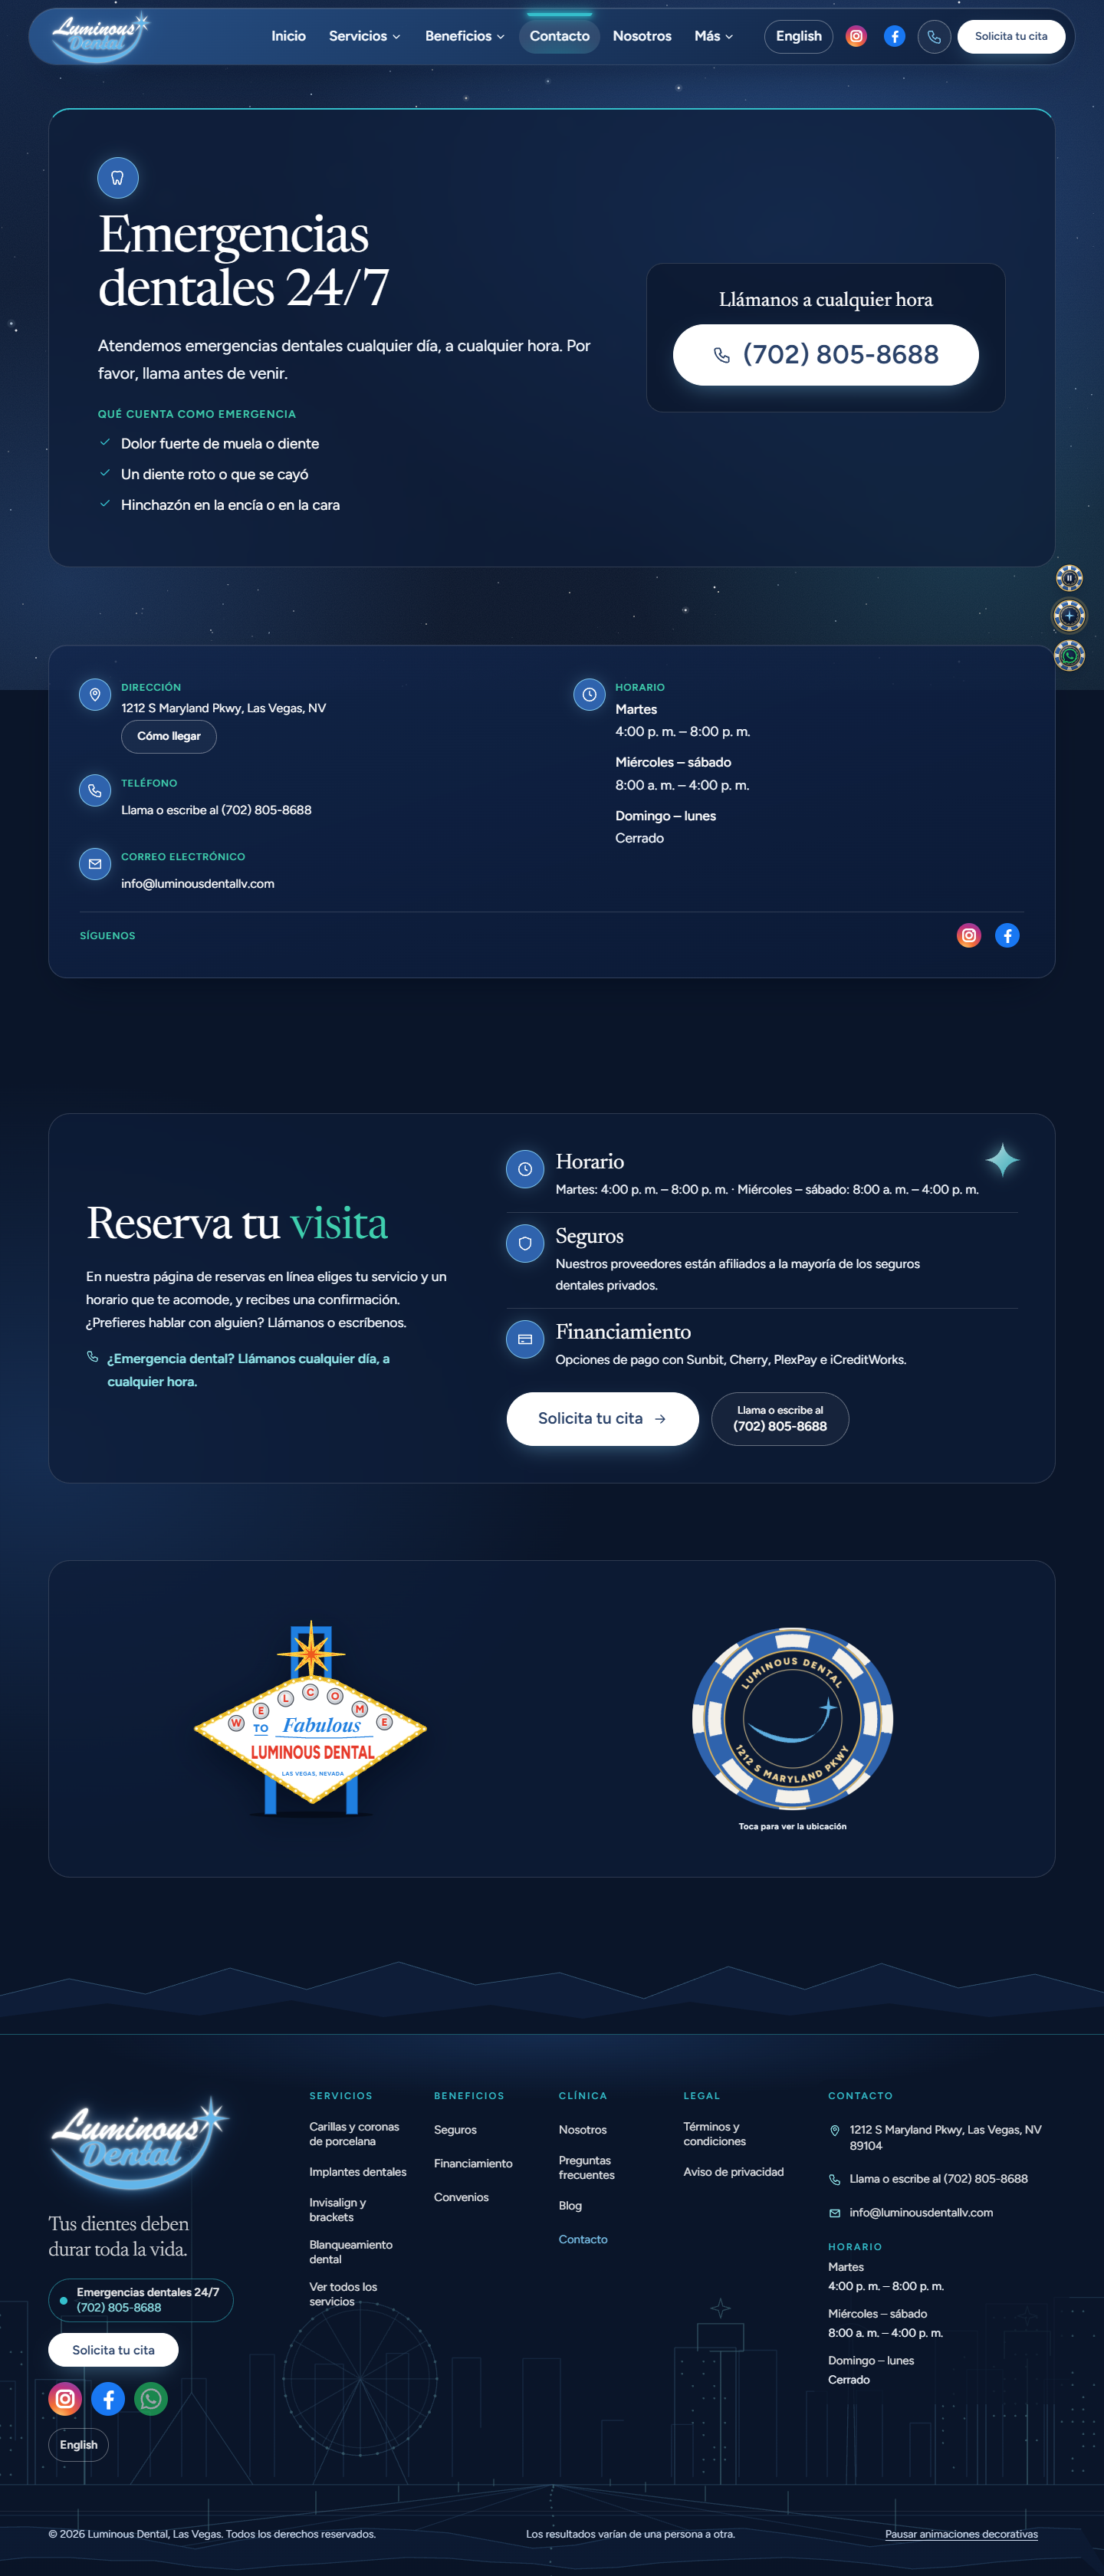 Luminous
Dental
Inicio
Servicios
Beneficios
Contacto
Nosotros
Más
English
Solicita tu cita
Emergencias
dentales 24/7
Atendemos emergencias dentales cualquier día, a cualquier hora. Por
favor, llama antes de venir.
QUÉ CUENTA COMO EMERGENCIA
Dolor fuerte de muela o diente
Un diente roto o que se cayó
Hinchazón en la encía o en la cara
Llámanos a cualquier hora
(702) 805-8688
DIRECCIÓN
1212 S Maryland Pkwy, Las Vegas, NV
Cómo llegar
TELÉFONO
Llama o escribe al (702) 805-8688
CORREO ELECTRÓNICO
info@luminousdentallv.com
HORARIO
Martes
4:00 p. m. – 8:00 p. m.
Miércoles – sábado
8:00 a. m. – 4:00 p. m.
Domingo – lunes
Cerrado
SÍGUENOS
Reserva tu visita
En nuestra página de reservas en línea eliges tu servicio y un
horario que te acomode, y recibes una confirmación.
¿Prefieres hablar con alguien? Llámanos o escríbenos.
¿Emergencia dental? Llámanos cualquier día, a
cualquier hora.
Horario
Martes: 4:00 p. m. – 8:00 p. m. · Miércoles – sábado: 8:00 a. m. – 4:00 p. m.
Seguros
Nuestros proveedores están afiliados a la mayoría de los seguros
dentales privados.
Financiamiento
Opciones de pago con Sunbit, Cherry, PlexPay e iCreditWorks.
Solicita tu cita
Llama o escribe al
(702) 805-8688
WELCOME
TO Fabulous
LUMINOUS DENTAL
LAS VEGAS, NEVADA
LUMINOUS DENTAL
1212 S MARYLAND PKWY
Toca para ver la ubicación
Luminous
Dental
Tus dientes deben
durar toda la vida.
Emergencias dentales 24/7
(702) 805-8688
Solicita tu cita
English
SERVICIOS
Carillas y coronas
de porcelana
Implantes dentales
Invisalign y
brackets
Blanqueamiento
dental
Ver todos los
servicios
BENEFICIOS
Seguros
Financiamiento
Convenios
CLÍNICA
Nosotros
Preguntas
frecuentes
Blog
Contacto
LEGAL
Términos y
condiciones
Aviso de privacidad
CONTACTO
1212 S Maryland Pkwy, Las Vegas, NV
89104
Llama o escribe al (702) 805-8688
info@luminousdentallv.com
HORARIO
Martes
4:00 p. m. – 8:00 p. m.
Miércoles – sábado
8:00 a. m. – 4:00 p. m.
Domingo – lunes
Cerrado
© 2026 Luminous Dental, Las Vegas. Todos los derechos reservados.
Los resultados varían de una persona a otra.
Pausar animaciones decorativas